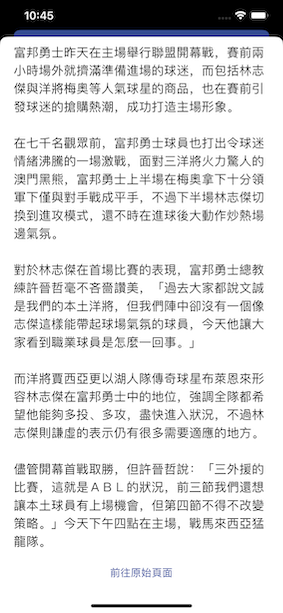 10:45
富邦勇士昨天在主場舉行聯盟開幕戰，賽前兩
小時場外就擠滿準備進場的球迷，而包括林志
傑與洋將梅奧等人氣球星的商品，也在賽前引
發球迷的搶購熱潮，成功打造主場形象。
在七千名觀眾前，富邦勇士球員也打出令球迷
情緒沸騰的一場激戰，面對三洋將火力驚人的
澳門黑熊，富邦勇士上半場在梅奧拿下十分領
軍下僅與對手戰成平手，不過下半場林志傑切
換到進攻模式，還不時在進球後大動作炒熱場
邊氣氛。
對於林志傑在首場比賽的表現，富邦勇士總教
練許晉哲毫不吝嗇讚美，「過去大家都說文誠
是我們的本土洋將，但我們陣中卻沒有一個像
志傑這樣能帶起球場氣氛的球員，今天他讓大
家看到職業球員是怎麼一回事。」
而洋將賈西亞更以湖人隊傳奇球星布萊恩來形
容林志傑在富邦勇士中的地位，強調全隊都希
望他能夠多投、多攻，盡快進入狀況，不過林
志傑則謙虛的表示仍有很多需要適應的地方。
儘管開幕首戰取勝，但許晉哲說：「三外援的
比賽，這就是ＡＢＬ的狀況，前三節我們還想
讓本土球員有上場機會，但第四節不得不改變
策略。」今天下午四點在主場，戰馬來西亞猛
龍隊。
前往原始頁面